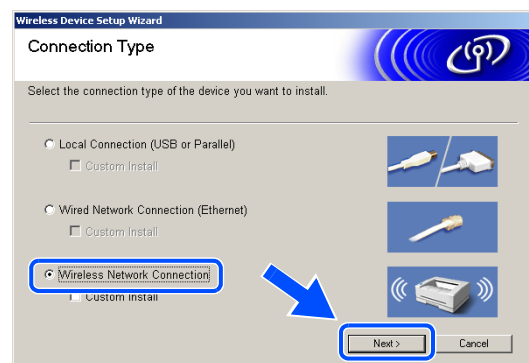 Wireless Device Setup Wizard
Connection Type
Select the connection type of the device you want to install.
Local Connection (USB or Parallel)
Custom Install
Wired Network Connection (Ethernet)
Custom Install
Wireless Network Connection
Custom Install
Next > Cancel